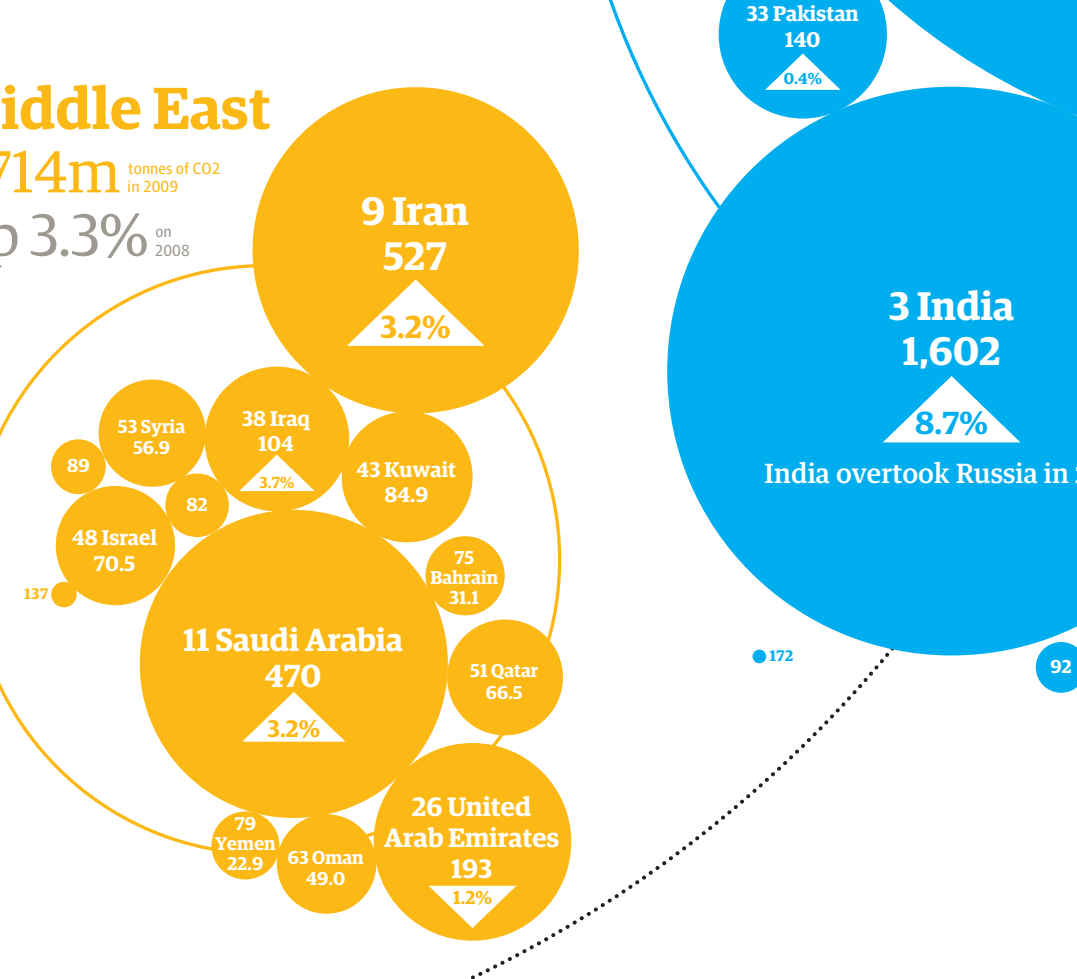 33 Pakistan
140
0.4%
iddle East
714m
tonnes of CO2
in 2009
p 3.3%
on
2008
9 Iran
527
3.2%
3 India
1,602
8.7%
India overtook Russia in
53 Syria
56.9
38 Iraq
104
3.7%
89
43 Kuwait
84.9
82
48 Israel
70.5
137
75
Bahrain
31.1
11 Saudi Arabia
470
3.2%
51 Qatar
66.5
172
92
26 United
Arab Emirates
193
1.2%
79
Yemen
22.9
63 Oman
49.0